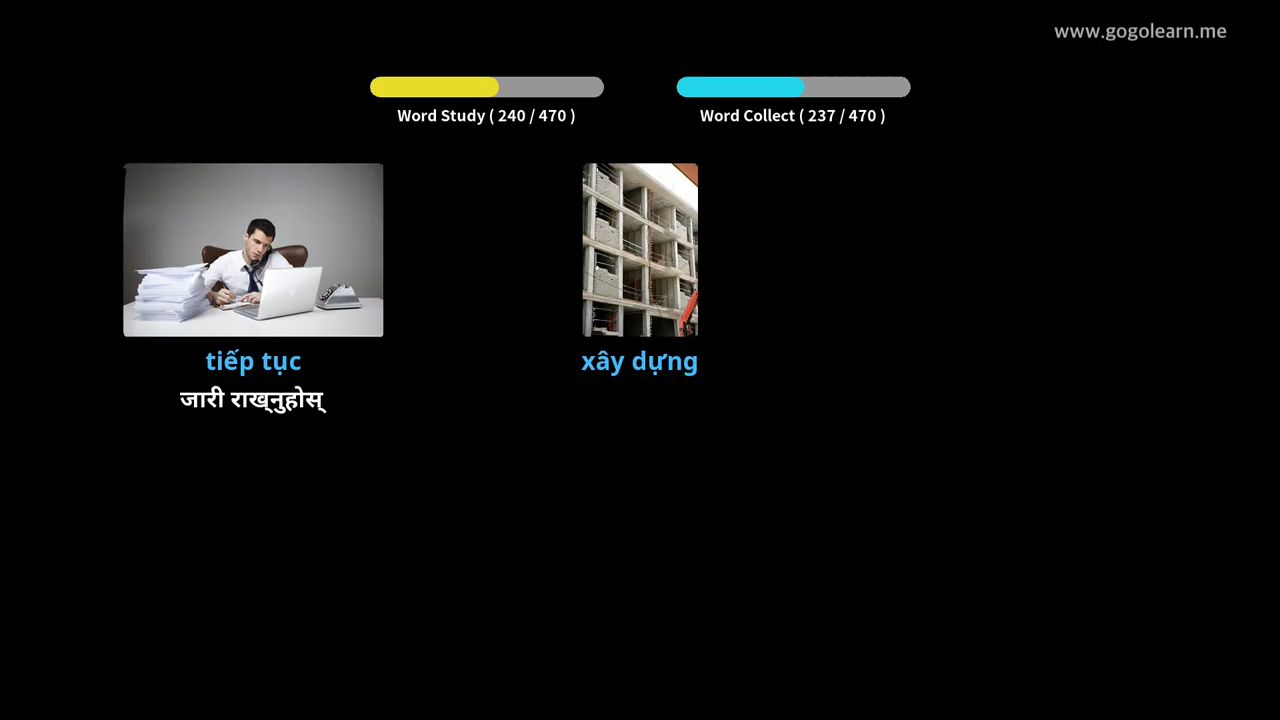 www.gogolearn.me
Word Study ( 240 / 470 )
Word Collect ( 237 / 470 )
tiếp tục
जारी राख्नुहोस्
xây dựng